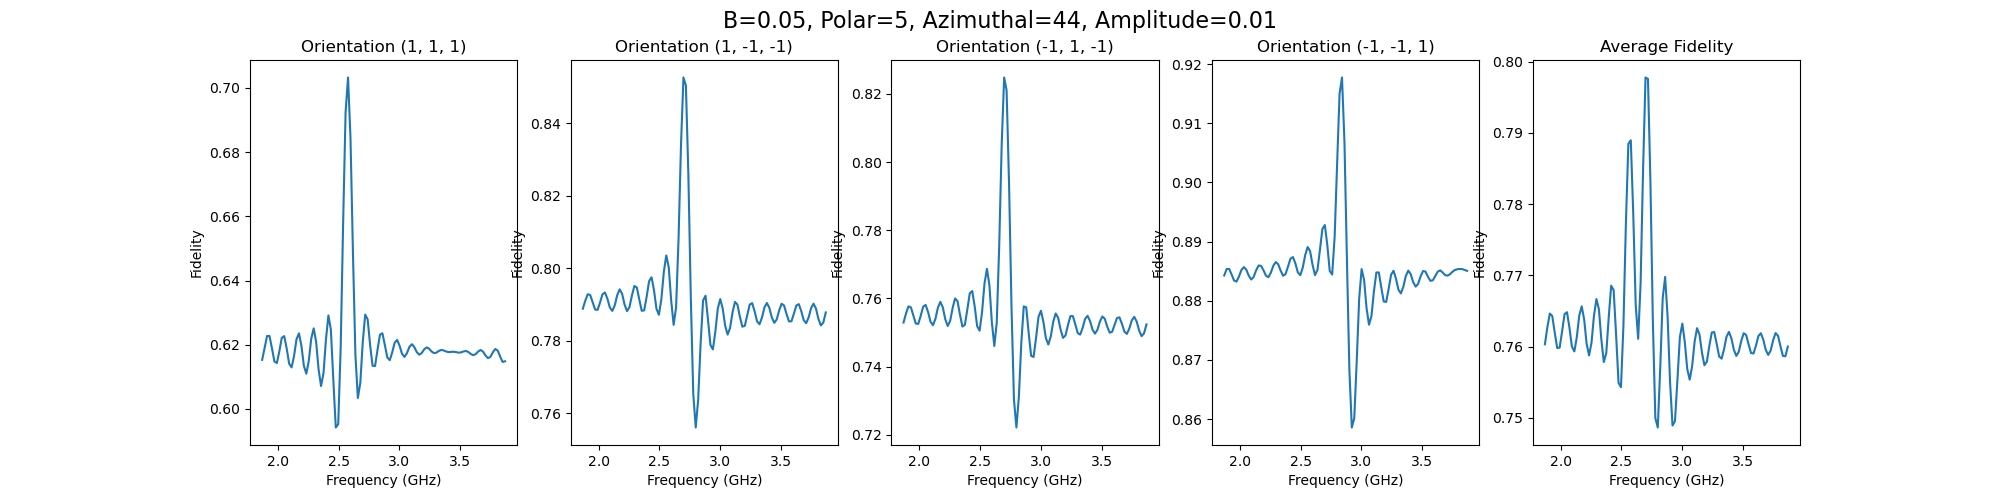 B=0.05, Polar=5, Azimuthal=44, Amplitude=0.01
Orientation (1, 1, 1)
0.70
0.68
0.66
0.64
0.62
0.60
Fidelity
2.0 2.5 3.0 3.5
Frequency (GHz)
Orientation (1, -1, -1)
0.84
0.82
0.80
0.78
0.76
Fidelity
2.0 2.5 3.0 3.5
Frequency (GHz)
Orientation (-1, 1, -1)
0.82
0.80
0.78
0.76
0.74
0.72
Fidelity
2.0 2.5 3.0 3.5
Frequency (GHz)
Orientation (-1, -1, 1)
0.92
0.91
0.90
0.89
0.88
0.87
0.86
Fidelity
2.0 2.5 3.0 3.5
Frequency (GHz)
Average Fidelity
0.80
0.79
0.78
0.77
0.76
0.75
Fidelity
2.0 2.5 3.0 3.5
Frequency (GHz)